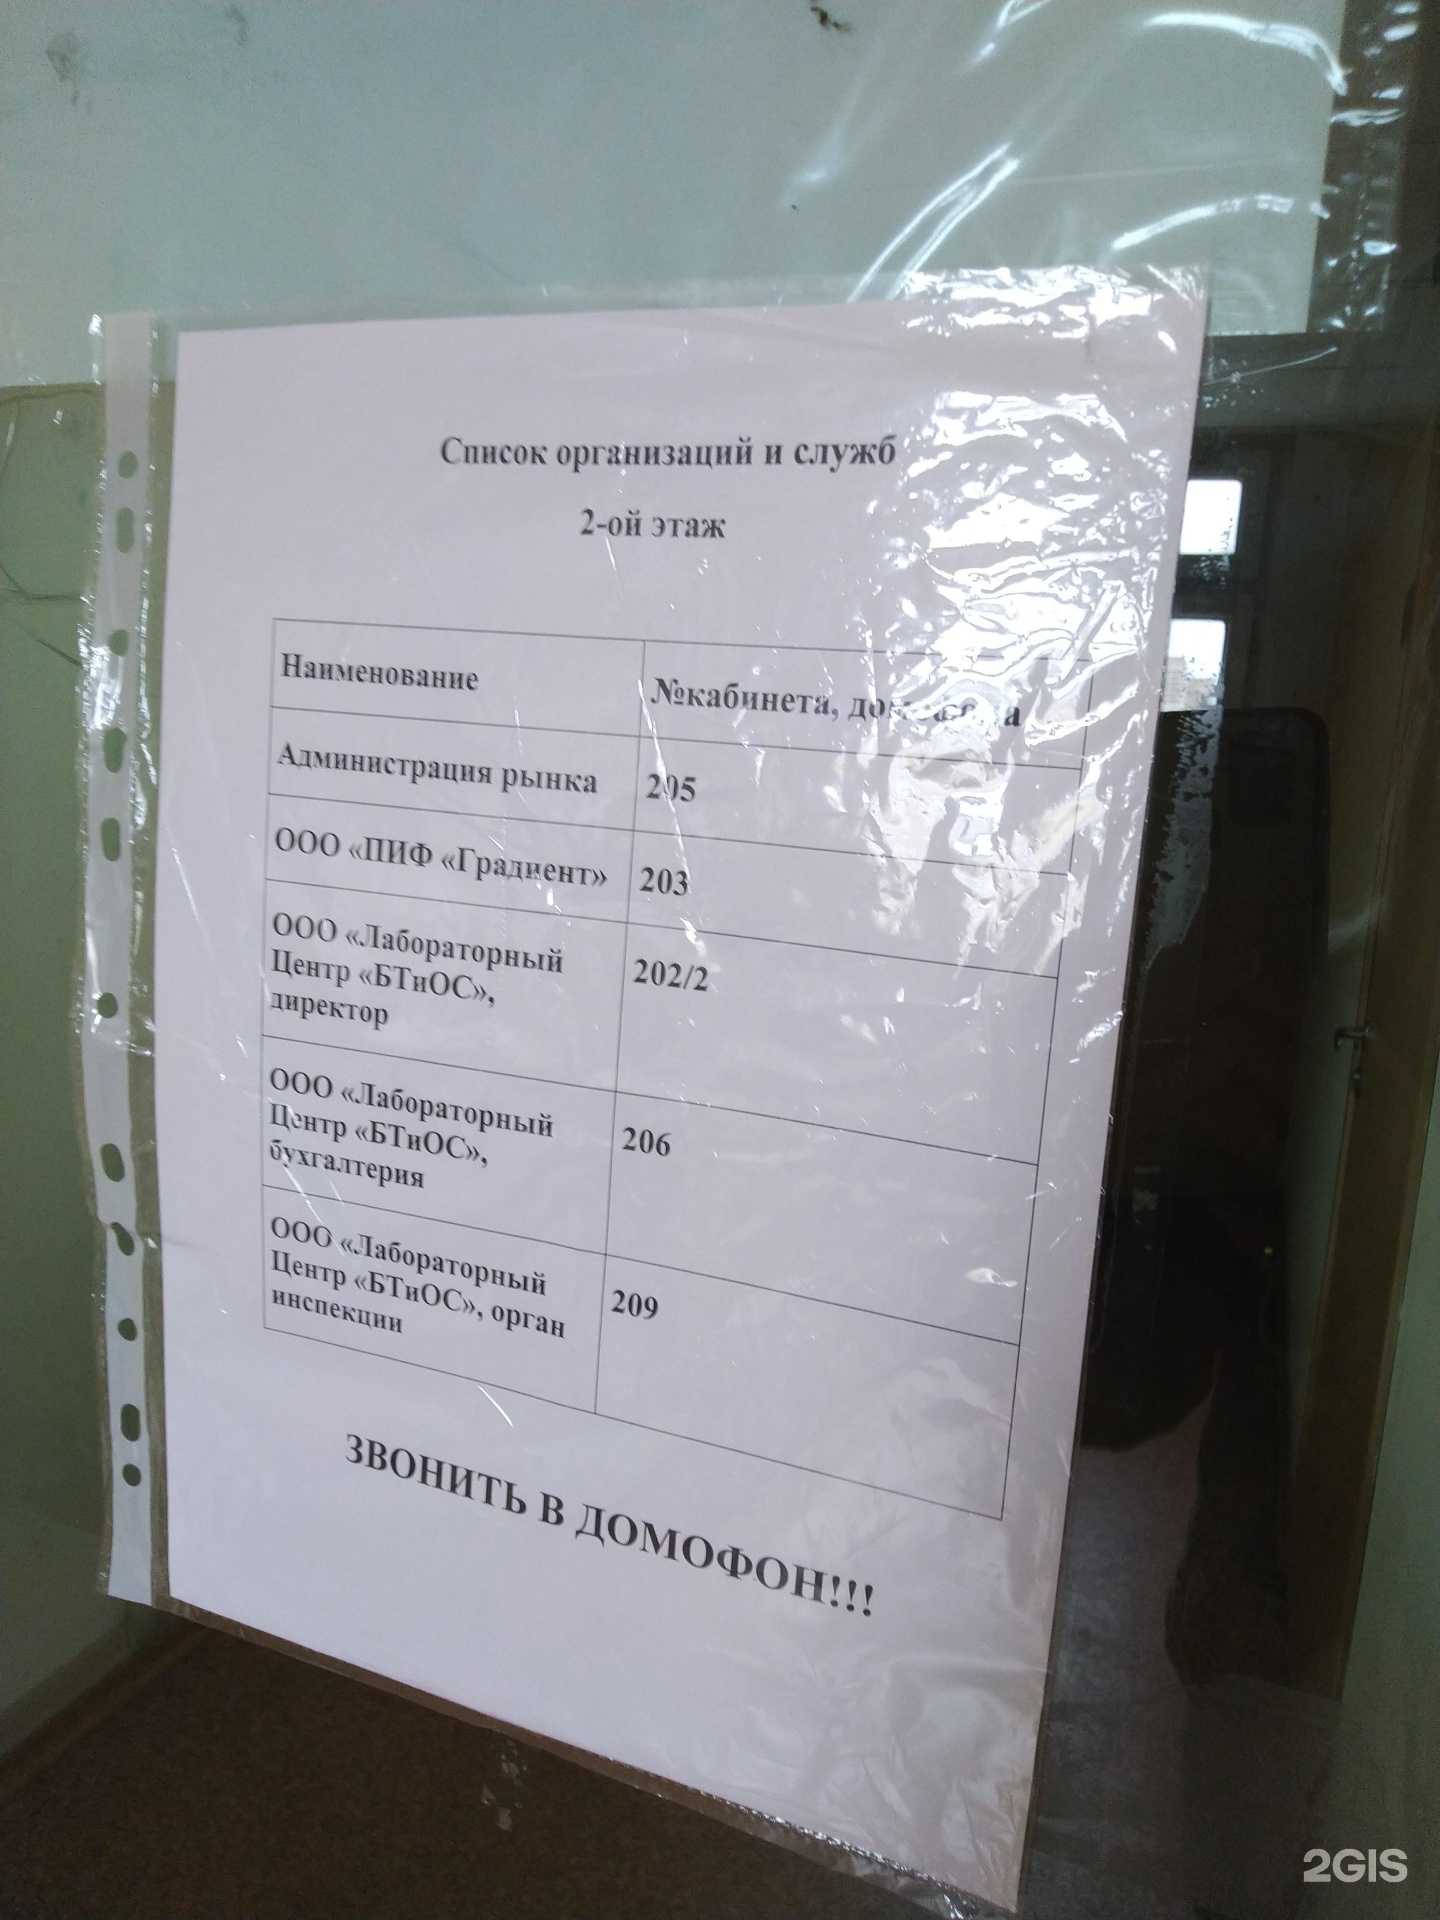 Список организаций и служб
2-ой этаж
Наименование
№кабинета, домофона
Администрация рынка
205
ООО «ПИФ «Градиент»
203
ООО «Лабораторный
Центр «БТиОС»,
директор
202/2
ООО «Лабораторный
Центр «БТиОС»,
бухгалтерия
206
ООО «Лабораторный
Центр «БТиОС», орган
инспекции
209
ЗВОНИТЬ В ДОМОФОН!!!
2GIS